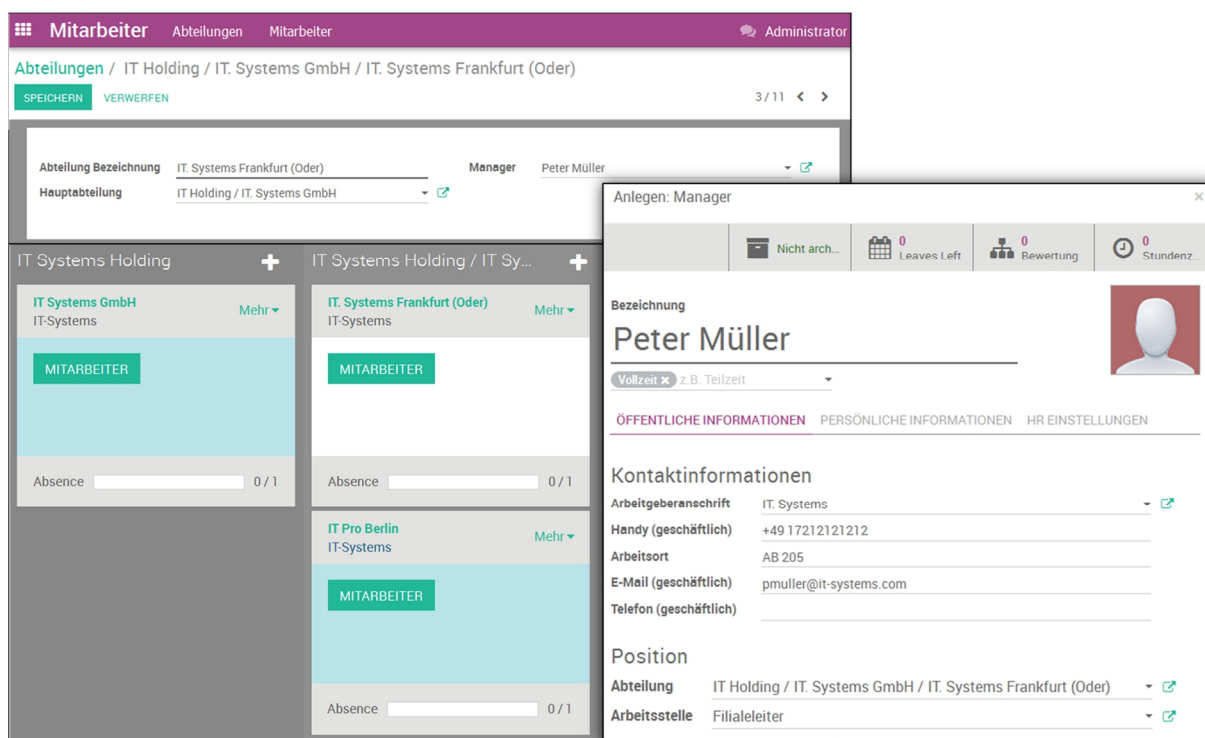 Mitarbeiter Abteilungen Mitarbeiter Administrator
Abteilungen / IT Holding / IT. Systems GmbH / IT. Systems Frankfurt (Oder)
SPEICHERN VERWERFEN 3 / 11
Abteilung Bezeichnung IT. Systems Frankfurt (Oder) Manager Peter Müller
Hauptabteilung IT Holding / IT. Systems GmbH
IT Systems Holding
IT Systems GmbH Mehr
IT-Systems
MITARBEITER
Absence 0 / 1
IT Systems Holding / IT Sy...
IT. Systems Frankfurt (Oder) Mehr
IT-Systems
MITARBEITER
Absence 0 / 1
IT Pro Berlin Mehr
IT-Systems
MITARBEITER
Absence 0 / 1
Anlegen: Manager
Nicht arch... 0 Leaves Left 0 Bewertung 0 Stundenz...
Bezeichnung
Peter Müller
Vollzeit x z.B. Teilzeit
ÖFFENTLICHE INFORMATIONEN PERSÖNLICHE INFORMATIONEN HR EINSTELLUNGEN
Kontaktinformationen
Arbeitgeberanschrift IT. Systems
Handy (geschäftlich) +49 17212121212
Arbeitsort AB 205
E-Mail (geschäftlich) pmuller@it-systems.com
Telefon (geschäftlich)
Position
Abteilung IT Holding / IT. Systems GmbH / IT. Systems Frankfurt (Oder)
Arbeitsstelle Filialeleiter